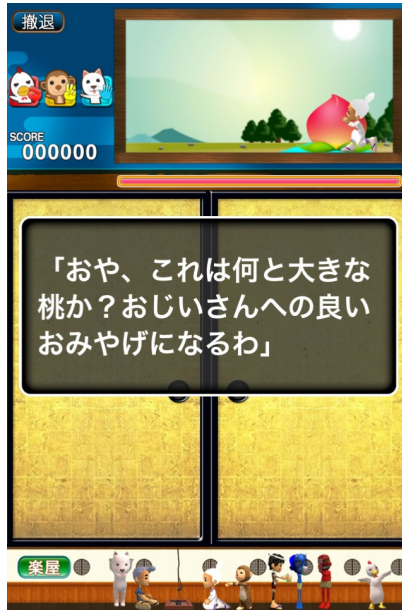 撤退
SCORE
000000
「おや、これは何と大きな
桃か？おじいさんへの良い
おみやげになるわ」
楽屋